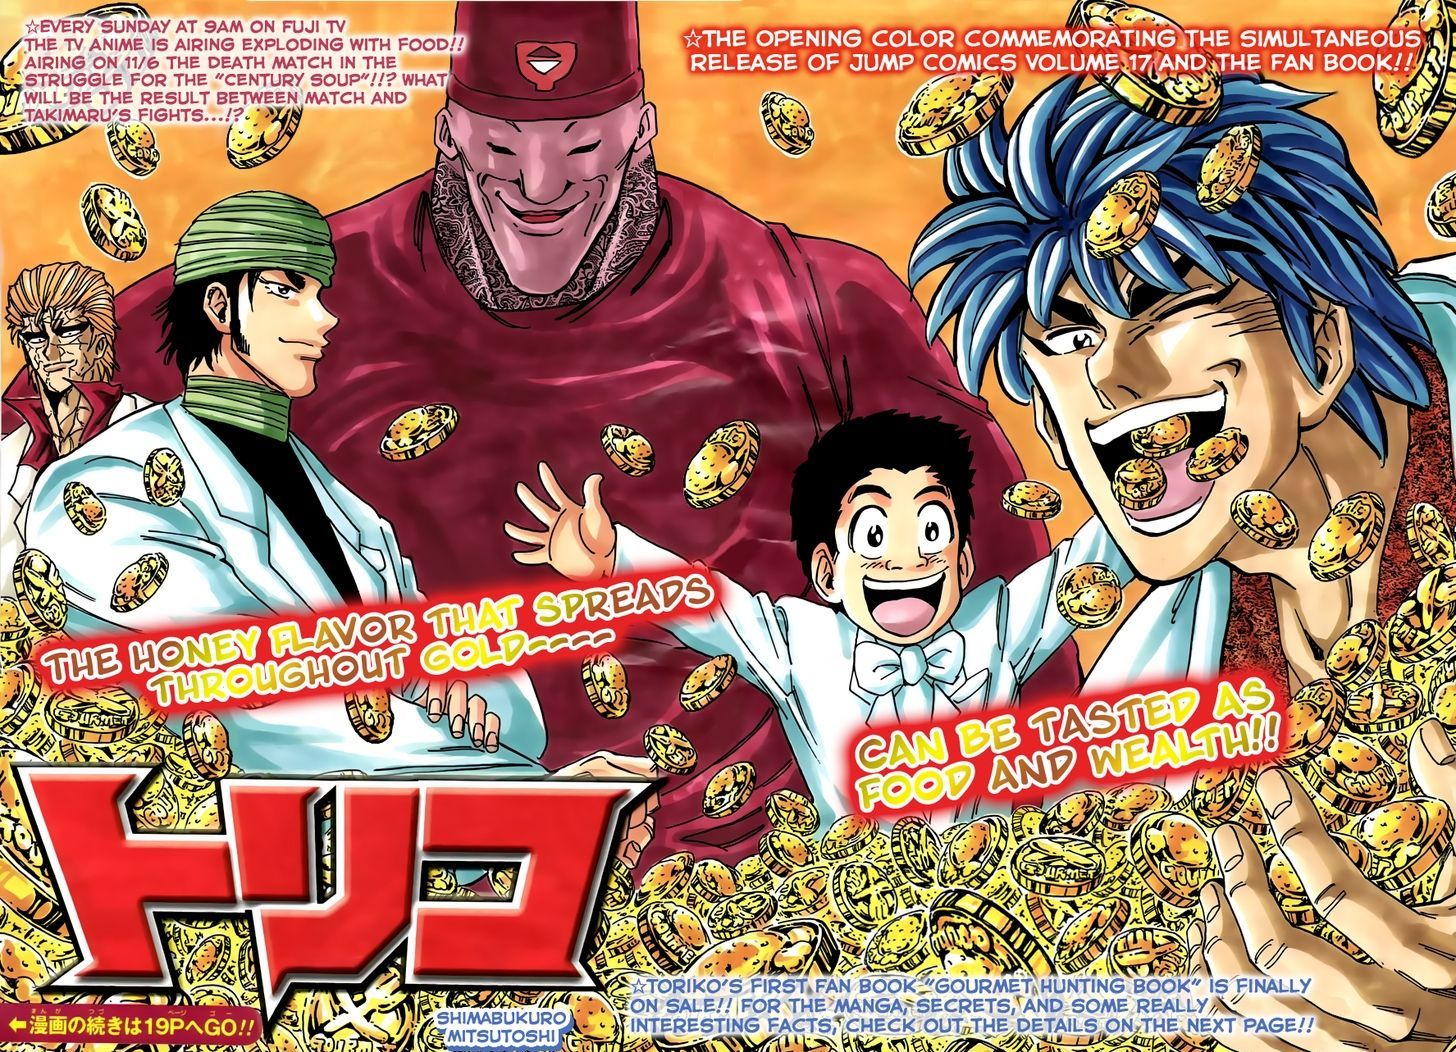 ☆EVERY SUNDAY AT 9AM ON FUJI TV
THE TV ANIME IS AIRING EXPLODING WITH FOOD!!
AIRING ON 11/6 THE DEATH MATCH IN THE
STRUGGLE FOR THE "CENTURY SOUP"!!? WHAT
WILL BE THE RESULT BETWEEN MATCH AND
TAKIMARU'S FIGHTS...!?
☆THE OPENING COLOR COMMEMORATING THE SIMULTANEOUS
RELEASE OF JUMP COMICS VOLUME 17 AND THE FAN BOOK!!
THE HONEY FLAVOR THAT SPREADS
THROUGHOUT GOLD~~~~
CAN BE TASTED AS
FOOD AND WEALTH!!
トリコ
SHIMABUKURO
MITSUTOSHI
☆TORIKO'S FIRST FAN BOOK "GOURMET HUNTING BOOK" IS FINALLY
ON SALE!! FOR THE MANGA, SECRETS, AND SOME REALLY
INTERESTING FACTS, CHECK OUT THE DETAILS ON THE NEXT PAGE!!
←漫画の続きは19PへGO!!